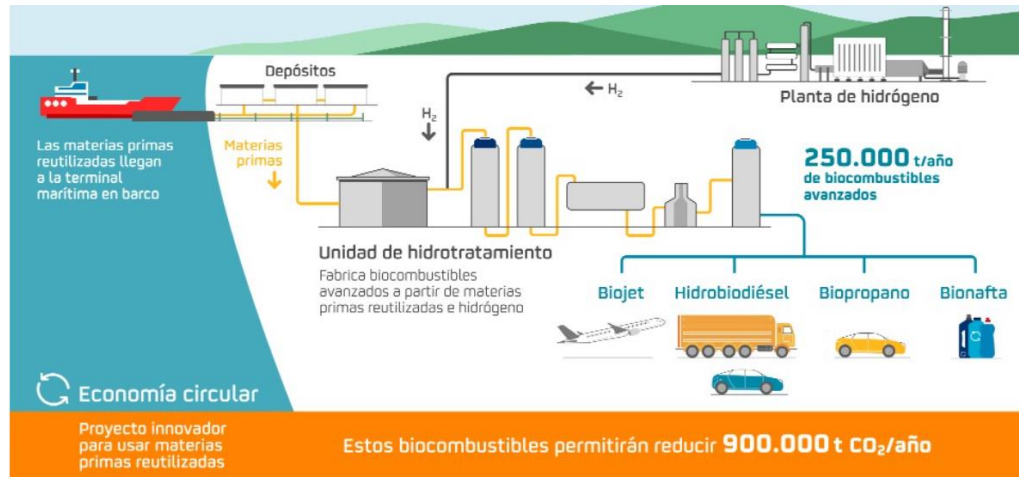 Depósitos
← H₂
H₂
↓
Planta de hidrógeno
Las materias primas
reutilizadas llegan
a la terminal
marítima en barco
Materias
primas
↓
250.000 t/año
de biocombustibles
avanzados
Unidad de hidrotratamiento
Fabrica biocombustibles
avanzados a partir de materias
primas reutilizadas e hidrógeno
Biojet
Hidrobiodiésel
Biopropano
Bionafta
Economía circular
Proyecto innovador
para usar materias
primas reutilizadas
Estos biocombustibles permitirán reducir 900.000 t CO₂/año